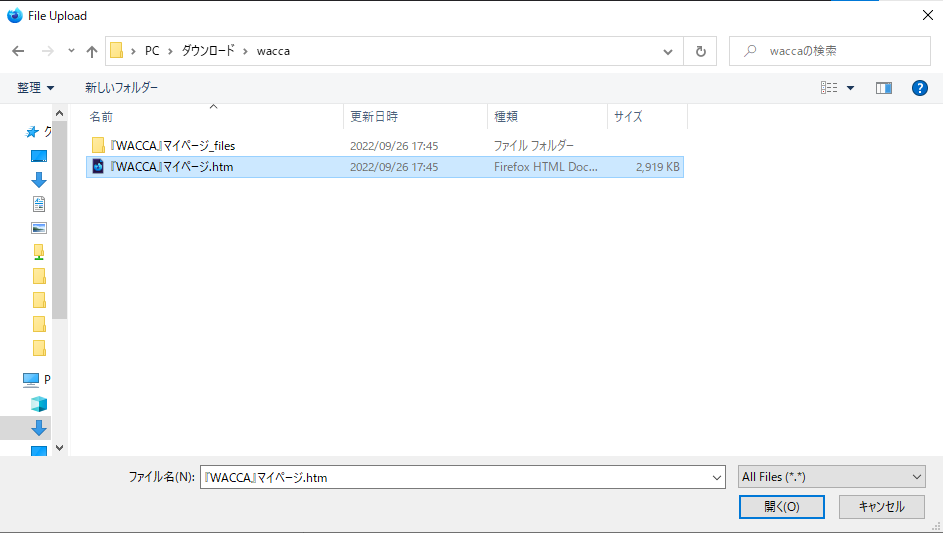 File Upload
PC › ダウンロード › wacca
waccaの検索
整理 新しいフォルダー
名前 更新日時 種類 サイズ
『WACCA』マイページ_files 2022/09/26 17:45 ファイル フォルダー
『WACCA』マイページ.htm 2022/09/26 17:45 Firefox HTML Doc... 2,919 KB
ク
P
ファイル名(N): 『WACCA』マイページ.htm All Files (*.*)
開く(O) キャンセル